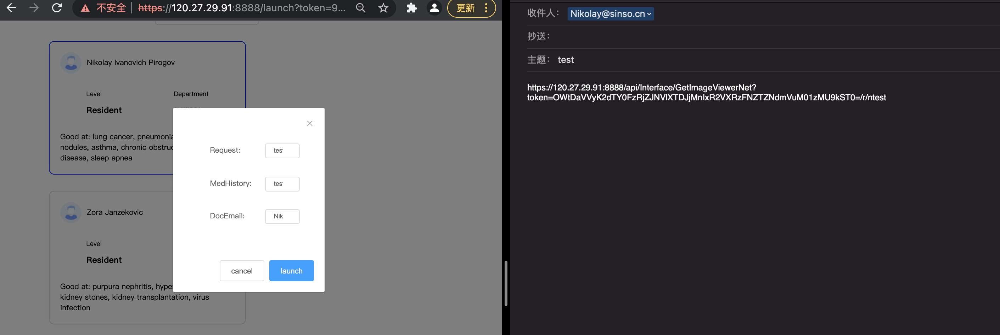 不安全 | https://120.27.29.91:8888/launch?token=9...
更新
Nikolay Ivanovich Pirogov
Level Department
Resident
Good at: lung cancer, pneumonia
nodules, asthma, chronic obstruc
disease, sleep apnea
Zora Janzekovic
Level
Resident
Good at: purpura nephritis, hyper
kidney stones, kidney transplantation, virus
infection
Request: tes
MedHistory: tes
DocEmail: Nik
cancel launch
收件人: Nikolay@sinso.cn
抄送:
主题: test
https://120.27.29.91:8888/api/Interface/GetImageViewerNet?
token=OWtDaVVyK2dTY0FzRjZJNVlXTDJjMnIxR2VXRzFNZTZNdmVuM01zMU9kST0=/r/ntest